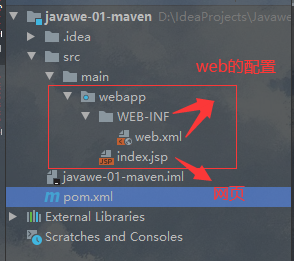 javawe-01-maven D:\IdeaProjects\Javawe
.idea
src
main
web的配置
webapp
WEB-INF
web.xml
index.jsp
javawe-01-maven.iml
网页
pom.xml
External Libraries
Scratches and Consoles